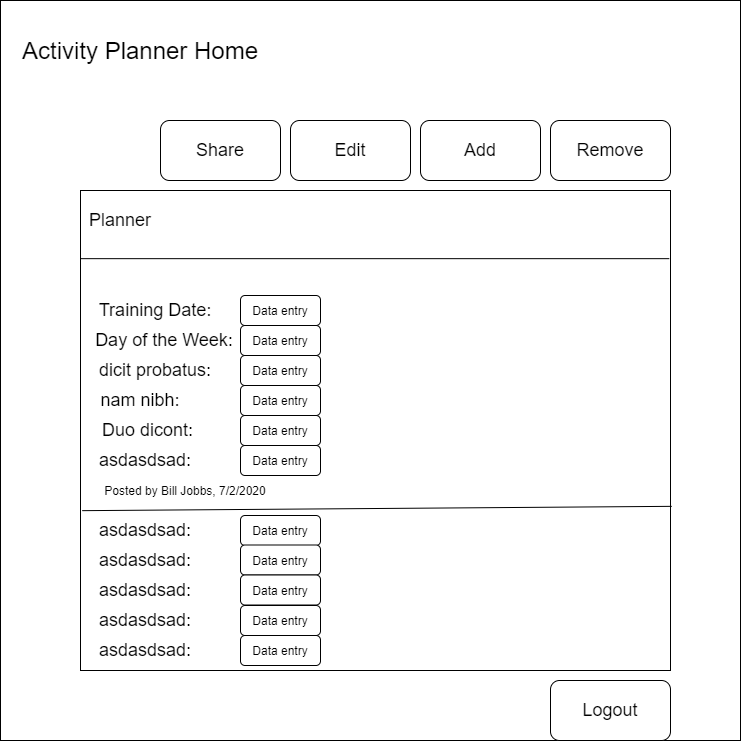 Activity Planner Home
Share Edit Add Remove
Planner
Training Date: Data entry
Day of the Week: Data entry
dicit probatus: Data entry
nam nibh: Data entry
Duo dicont: Data entry
asdasdsad: Data entry
Posted by Bill Jobbs, 7/2/2020
asdasdsad: Data entry
asdasdsad: Data entry
asdasdsad: Data entry
asdasdsad: Data entry
asdasdsad: Data entry
Logout